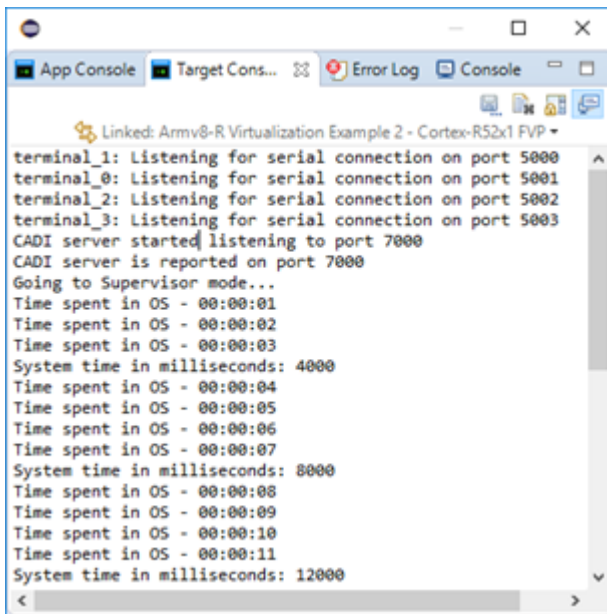 App Console Target Cons... Error Log Console
Linked: Armv8-R Virtualization Example 2 - Cortex-R52x1 FVP
terminal_1: Listening for serial connection on port 5000
terminal_0: Listening for serial connection on port 5001
terminal_2: Listening for serial connection on port 5002
terminal_3: Listening for serial connection on port 5003
CADI server started listening to port 7000
CADI server is reported on port 7000
Going to Supervisor mode...
Time spent in OS - 00:00:01
Time spent in OS - 00:00:02
Time spent in OS - 00:00:03
System time in milliseconds: 4000
Time spent in OS - 00:00:04
Time spent in OS - 00:00:05
Time spent in OS - 00:00:06
Time spent in OS - 00:00:07
System time in milliseconds: 8000
Time spent in OS - 00:00:08
Time spent in OS - 00:00:09
Time spent in OS - 00:00:10
Time spent in OS - 00:00:11
System time in milliseconds: 12000